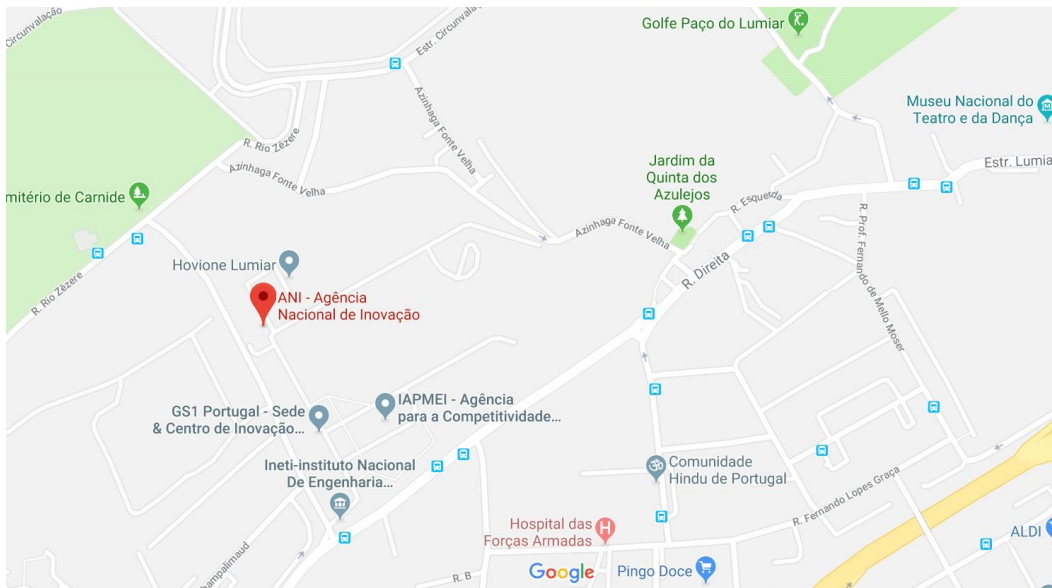 Circunvalação
Estr. Circunvalação
Golfe Paço do Lumiar
Museu Nacional do
Teatro e da Dança
Azinhaga Fonte Velha
R. Rio Zêzere
Jardim da
Quinta dos
Azulejos
Estr. Lumia
Azinhaga Fonte Velha
mitério de Carnide
R. Esquerda
Azinhaga Fonte Velha
R. Prof. Fernando de Mello Moser
Hovione Lumiar
R. Direita
R. Rio Zêzere
ANI - Agência
Nacional de Inovação
IAPMEI - Agência
para a Competitividade...
GS1 Portugal - Sede
& Centro de Inovação...
Ineti-instituto Nacional
De Engenharia...
Comunidade
Hindu de Portugal
R. Fernando Lopes Graça
Hospital das
Forças Armadas
ALDI
hampalimaud
R. B
Google
Pingo Doce